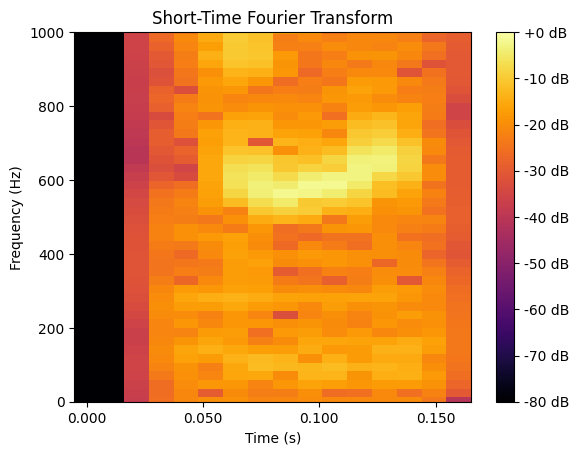 Short-Time Fourier Transform
1000
800
600
400
200
0
Frequency (Hz)
0.000
0.050
0.100
0.150
Time (s)
+0 dB
-10 dB
-20 dB
-30 dB
-40 dB
-50 dB
-60 dB
-70 dB
-80 dB